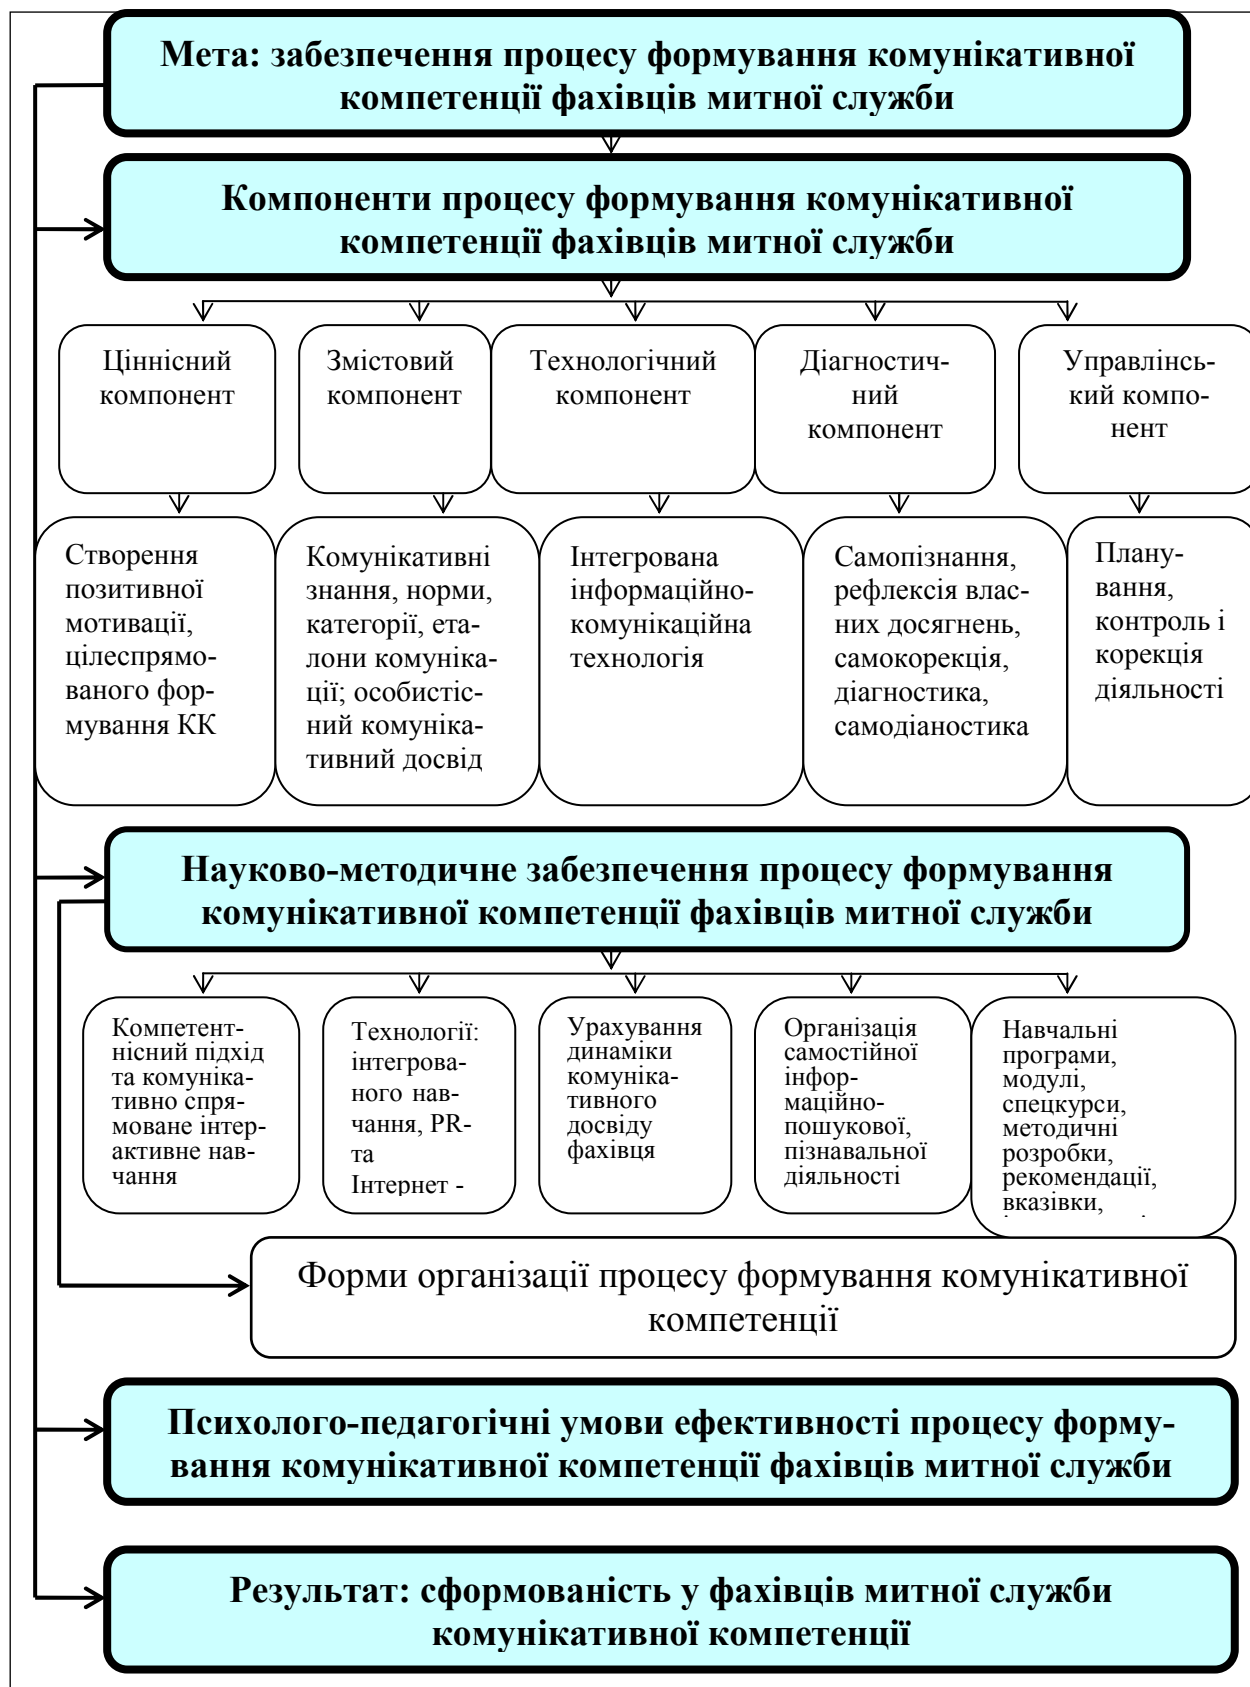 Мета: забезпечення процесу формування комунікативної
компетенції фахівців митної служби
Компоненти процесу формування комунікативної
компетенції фахівців митної служби
Ціннісний
компонент
Змістовий
компонент
Технологічний
компонент
Діагностич-
ний
компонент
Управлінсь-
кий компо-
нент
Створення
позитивної
мотивації,
цілеспрямо-
ваного фор-
мування КК
Комунікативні
знання, норми,
категорії, ета-
лони комуніка-
ції; особистіс-
ний комуніка-
тивний досвід
Інтегрована
інформаційно-
комунікаційна
технологія
Самопізнання,
рефлексія влас-
них досягнень,
самокорекція,
діагностика,
самодіаностика
Плану-
вання,
контроль і
корекція
діяльності
Науково-методичне забезпечення процесу формування
комунікативної компетенції фахівців митної служби
Компетент-
нісний підхід
та комуніка-
тивно спря-
моване інтер-
активне нав-
чання
Технології:
інтегрова-
ного нав-
чання, PR-
та
Інтернет -
Урахування
динаміки
комуніка-
тивного
досвіду
фахівця
Організація
самостійної
інфор-
маційно-
пошукової,
пізнавальної
діяльності
Навчальні
програми,
модулі,
спецкурси,
методичні
розробки,
рекомендації,
вказівки,
Форми організації процесу формування комунікативної
компетенції
Психолого-педагогічні умови ефективності процесу форму-
вання комунікативної компетенції фахівців митної служби
Результат: сформованість у фахівців митної служби
комунікативної компетенції